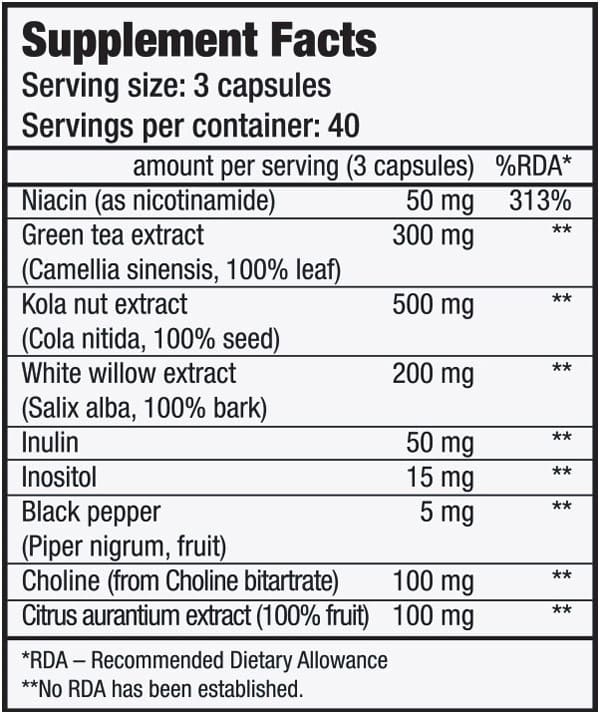 Supplement Facts
Serving size: 3 capsules
Servings per container: 40
amount per serving (3 capsules) %RDA*
Niacin (as nicotinamide) 50 mg 313%
Green tea extract 300 mg **
(Camellia sinensis, 100% leaf)
Kola nut extract 500 mg **
(Cola nitida, 100% seed)
White willow extract 200 mg **
(Salix alba, 100% bark)
Inulin 50 mg **
Inositol 15 mg **
Black pepper 5 mg **
(Piper nigrum, fruit)
Choline (from Choline bitartrate) 100 mg **
Citrus aurantium extract (100% fruit) 100 mg **
*RDA – Recommended Dietary Allowance
**No RDA has been established.